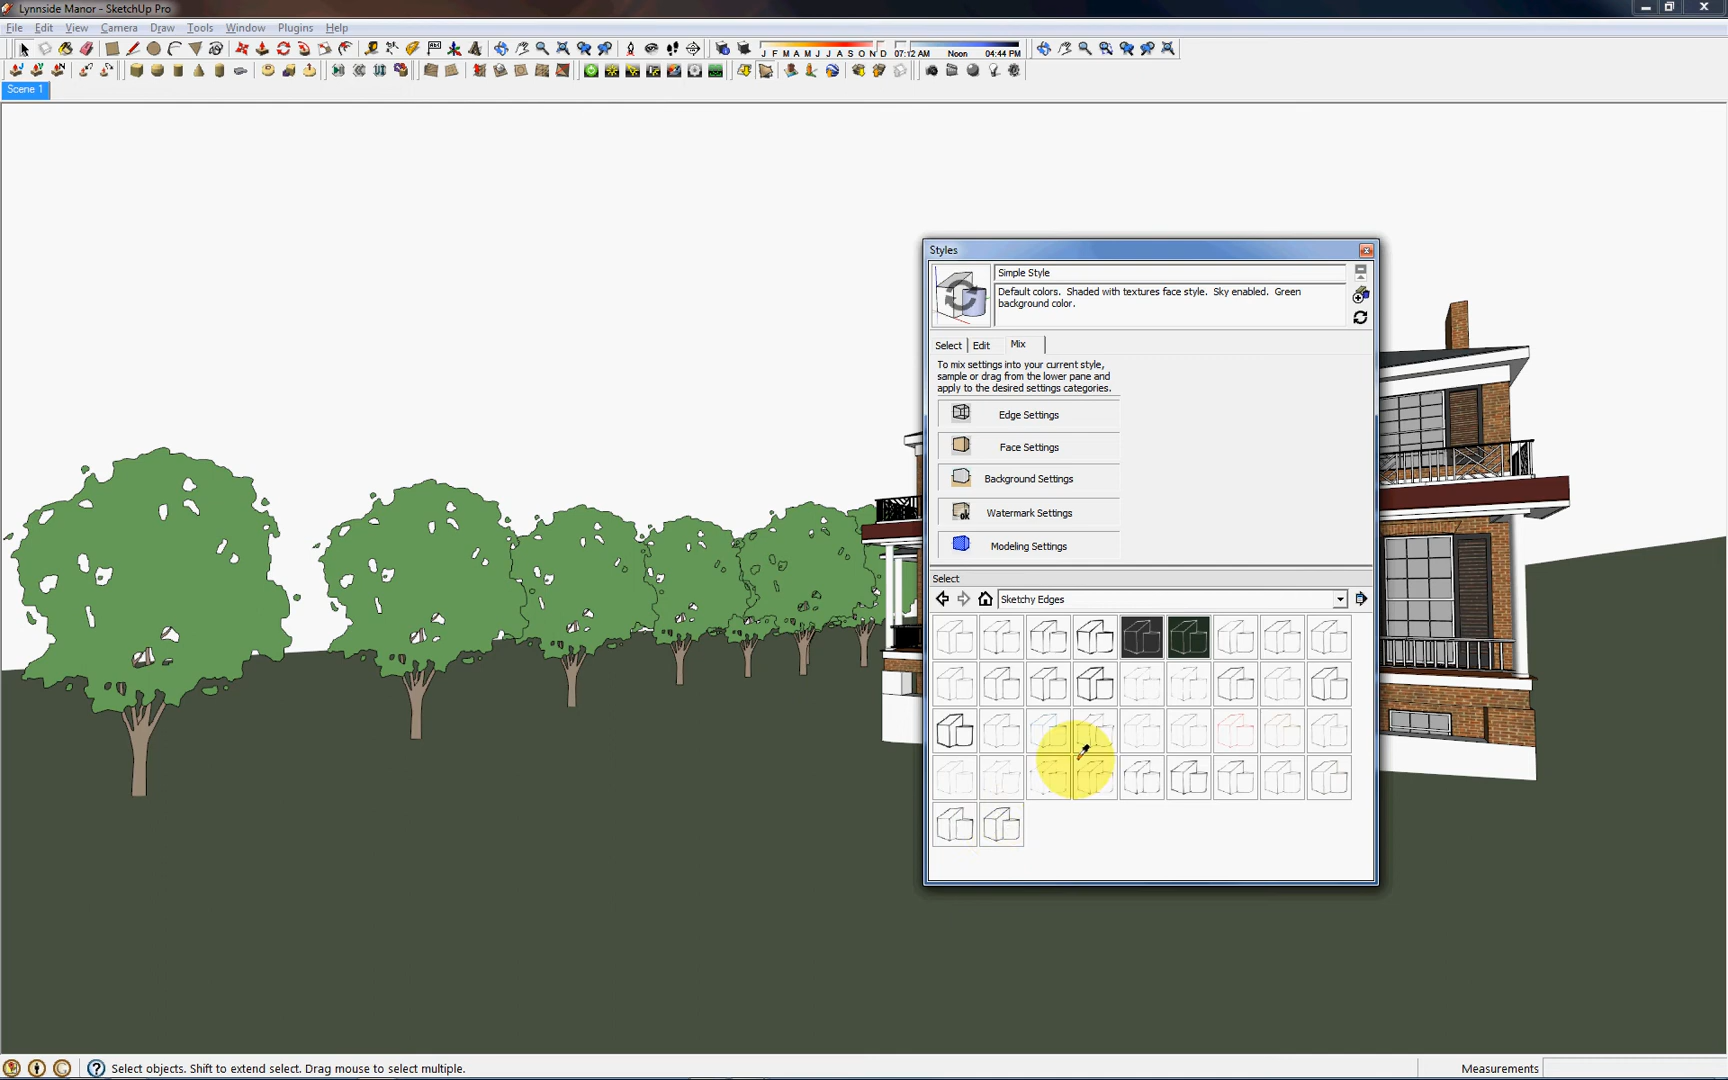 Lynnside Manor - SketchUp Pro
File Edit View Camera Draw Tools Window Plugins Help
J F M A M J J A S O N D 07:12 AM Noon 04:44 PM
Scene 1
Styles
Simple Style
Default colors. Shaded with textures face style. Sky enabled. Green
background color.
Select Edit Mix
To mix settings into your current style,
sample or drag from the lower pane and
apply to the desired settings categories.
Edge Settings
Face Settings
Background Settings
Watermark Settings
Modeling Settings
Select
Sketchy Edges
Select objects. Shift to extend select. Drag mouse to select multiple.
Measurements